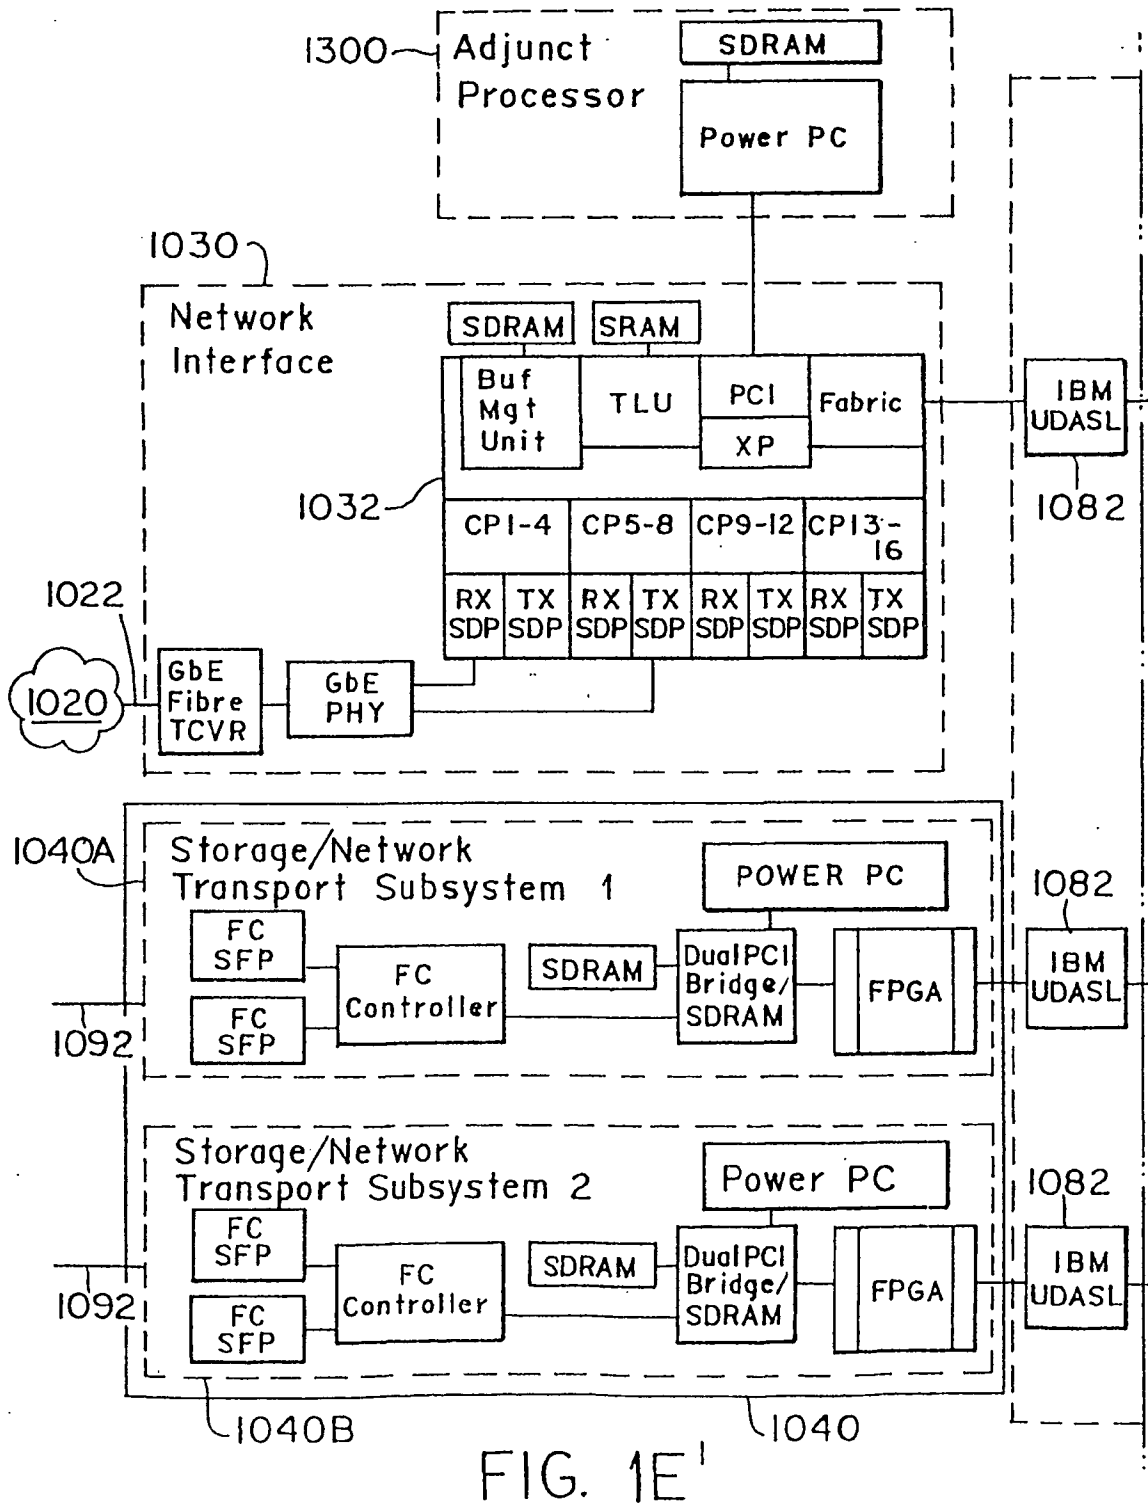 1300
Adjunct
Processor
SDRAM
Power PC
1030
Network
Interface
SDRAM
SRAM
Buf
Mgt
Unit
TLU
PCI
XP
Fabric
IBM
UDASL
1082
1032
CP1-4
CP5-8
CP9-12
CP13-
16
RX
SDP
TX
SDP
RX
SDP
TX
SDP
RX
SDP
TX
SDP
RX
SDP
TX
SDP
1022
1020
GbE
Fibre
TCVR
GbE
PHY
1040A
Storage/Network
Transport Subsystem 1
POWER PC
FC
SFP
FC
SFP
FC
Controller
SDRAM
DualPCI
Bridge/
SDRAM
FPGA
1082
IBM
UDASL
1092
Storage/Network
Transport Subsystem 2
Power PC
FC
SFP
FC
SFP
FC
Controller
SDRAM
DualPCI
Bridge/
SDRAM
FPGA
1082
IBM
UDASL
1092
1040B
1040
FIG. 1E'